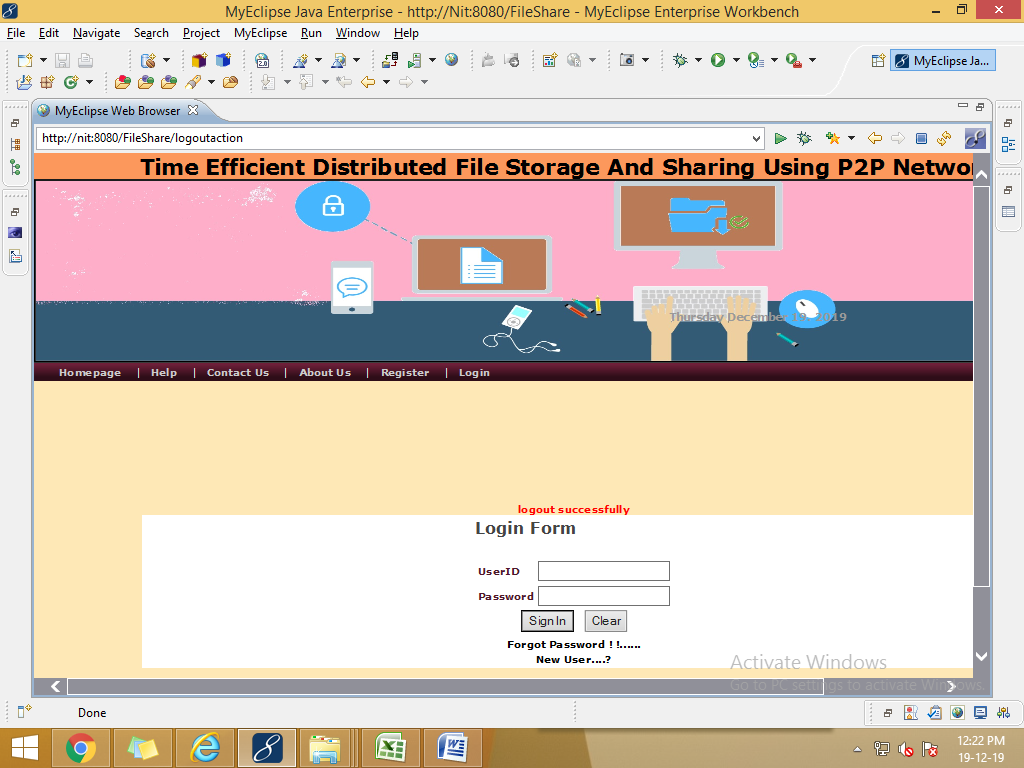 MyEclipse Java Enterprise - http://Nit:8080/FileShare - MyEclipse Enterprise Workbench
File Edit Navigate Search Project MyEclipse Run Window Help
MyEclipse Ja...
MyEclipse Web Browser
http://nit:8080/FileShare/logoutaction
Time Efficient Distributed File Storage And Sharing Using P2P Netwo
Thursday December 19, 2019
Homepage | Help | Contact Us | About Us | Register | Login
logout successfully
Login Form
UserID
Password
Sign In Clear
Forgot Password ! !......
New User....?
Activate Windows
Go to PC settings to activate Windows.
Done
12:22 PM
19-12-19